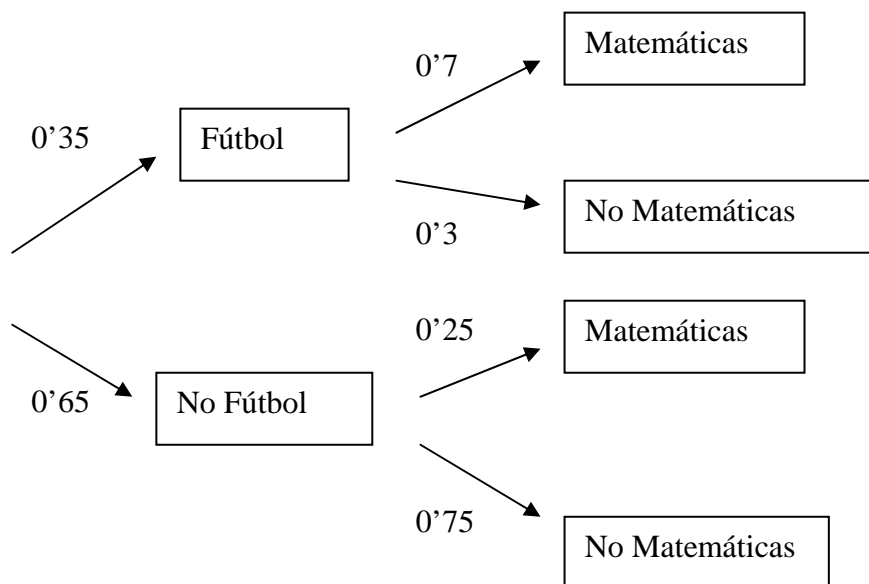 Matemáticas
0’7
0’35
Fútbol
No Matemáticas
0’3
Matemáticas
0’25
0’65
No Fútbol
0’75
No Matemáticas